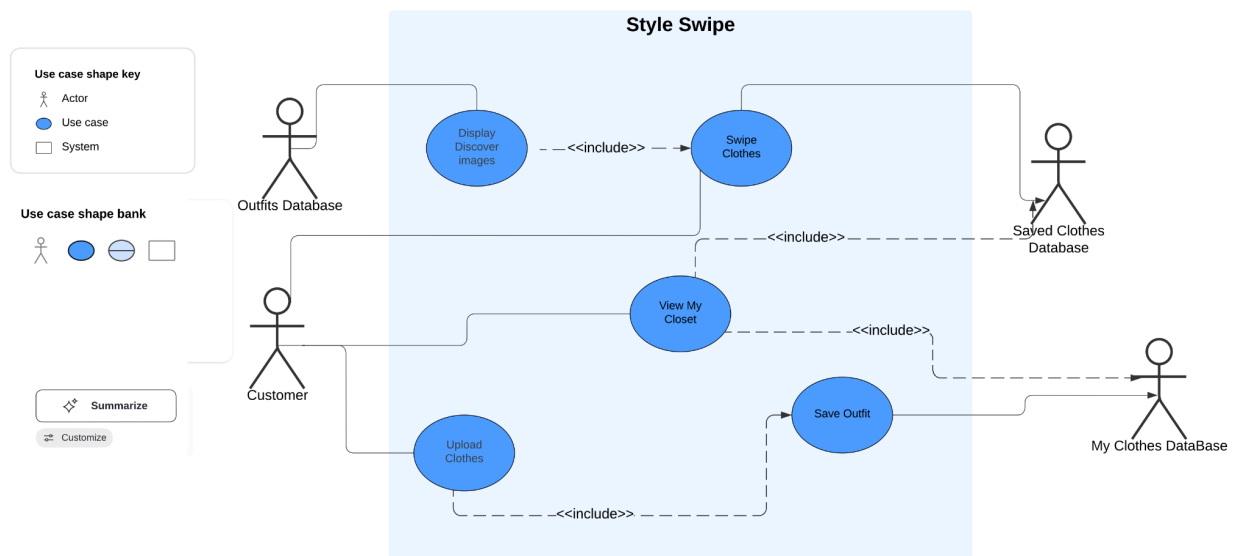 Style Swipe
Use case shape key
Actor
Use case
System
Use case shape bank
Summarize
Customize
Outfits Database
Display
Discover
images
<<include>>
Swipe
Clothes
Saved Clothes
Database
<<include>>
View My
Closet
<<include>>
Customer
Save Outfit
My Clothes DataBase
Upload
Clothes
<<include>>